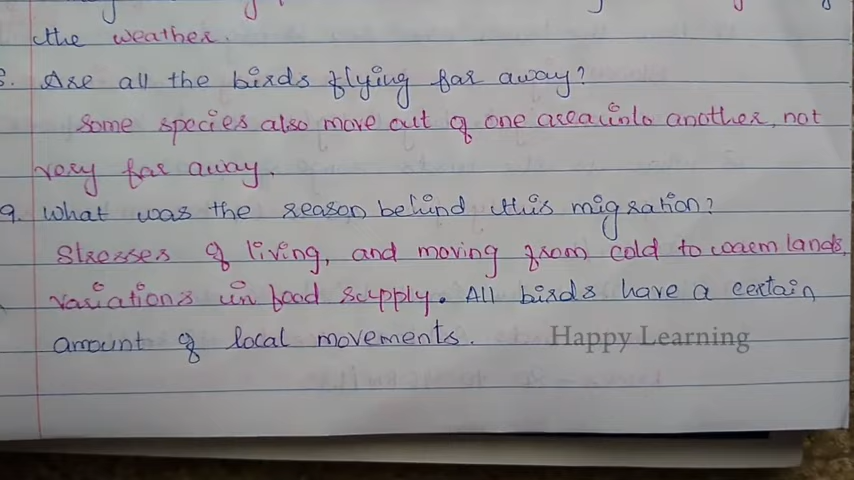 the weather.
8. Are all the birds flying far away?
Some species also move out of one area into another, not
very far away.
9. What was the reason behind this migration?
Stresses of living, and moving from cold to warm lands,
variations in food supply. All birds have a certain
amount of local movements.
Happy Learning